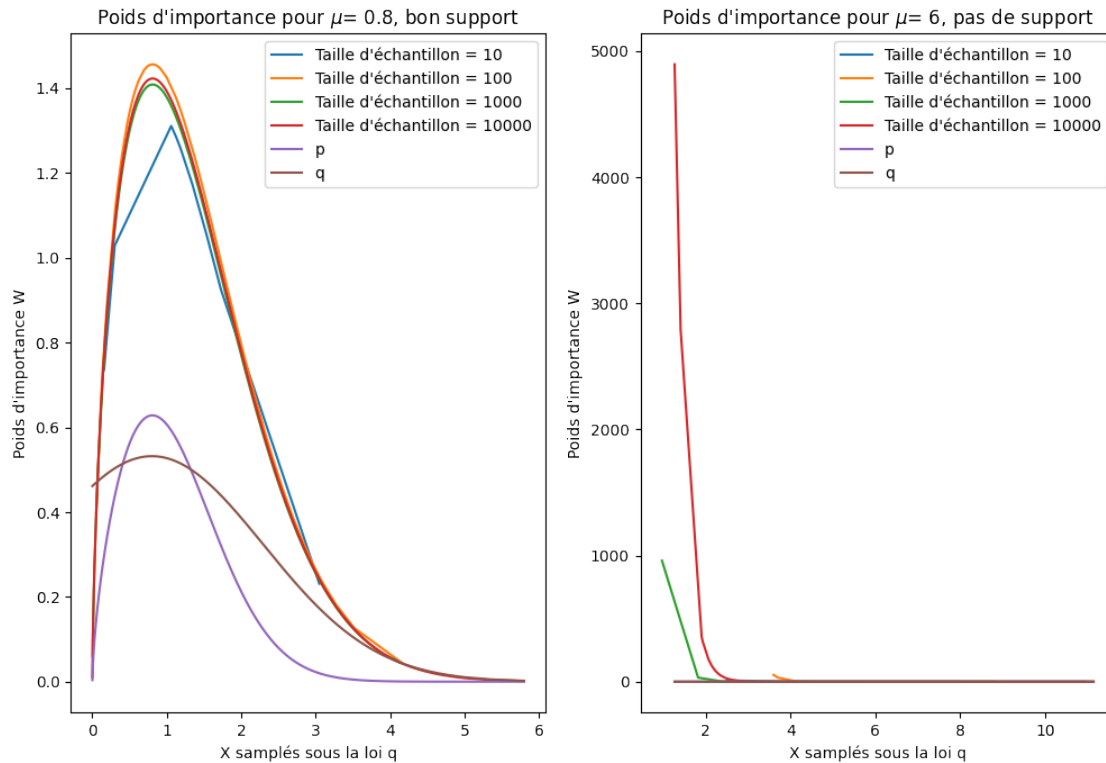 Poids d'importance pour μ= 0.8, bon support
Poids d'importance W
1.4
1.2
1.0
0.8
0.6
0.4
0.2
0.0
Taille d'échantillon = 10
Taille d'échantillon = 100
Taille d'échantillon = 1000
Taille d'échantillon = 10000
p
q
0 1 2 3 4 5 6
X samplés sous la loi q
Poids d'importance pour μ= 6, pas de support
Poids d'importance W
5000
4000
3000
2000
1000
0
Taille d'échantillon = 10
Taille d'échantillon = 100
Taille d'échantillon = 1000
Taille d'échantillon = 10000
p
q
2 4 6 8 10
X samplés sous la loi q